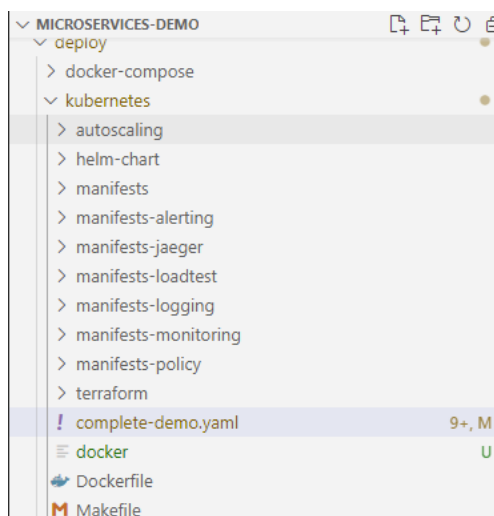 MICROSERVICES-DEMO
deploy
docker-compose
kubernetes
autoscaling
helm-chart
manifests
manifests-alerting
manifests-jaeger
manifests-loadtest
manifests-logging
manifests-monitoring
manifests-policy
terraform
! complete-demo.yaml 9+, M
docker U
Dockerfile
M Makefile